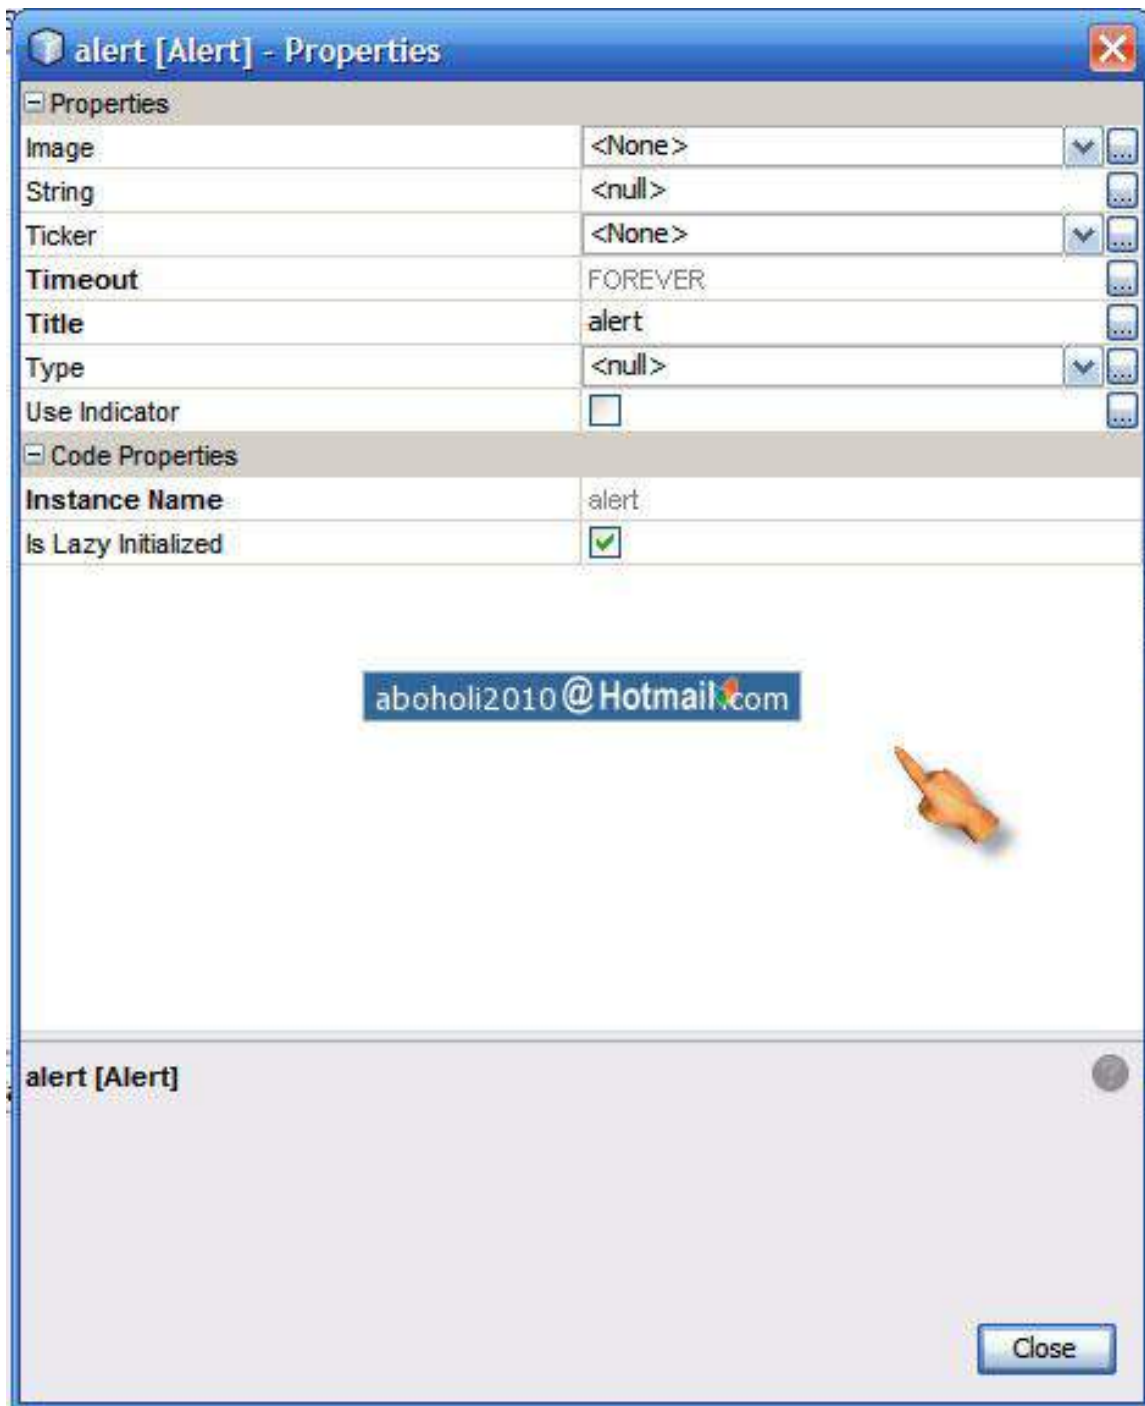 alert [Alert] - Properties
Properties
Image <None> ...
String <null> ...
Ticker <None> ...
Timeout FOREVER ...
Title alert ...
Type <null> ...
Use Indicator ...
Code Properties
Instance Name alert
Is Lazy Initialized
aboholi2010@Hotmail.com
alert [Alert] ?
Close